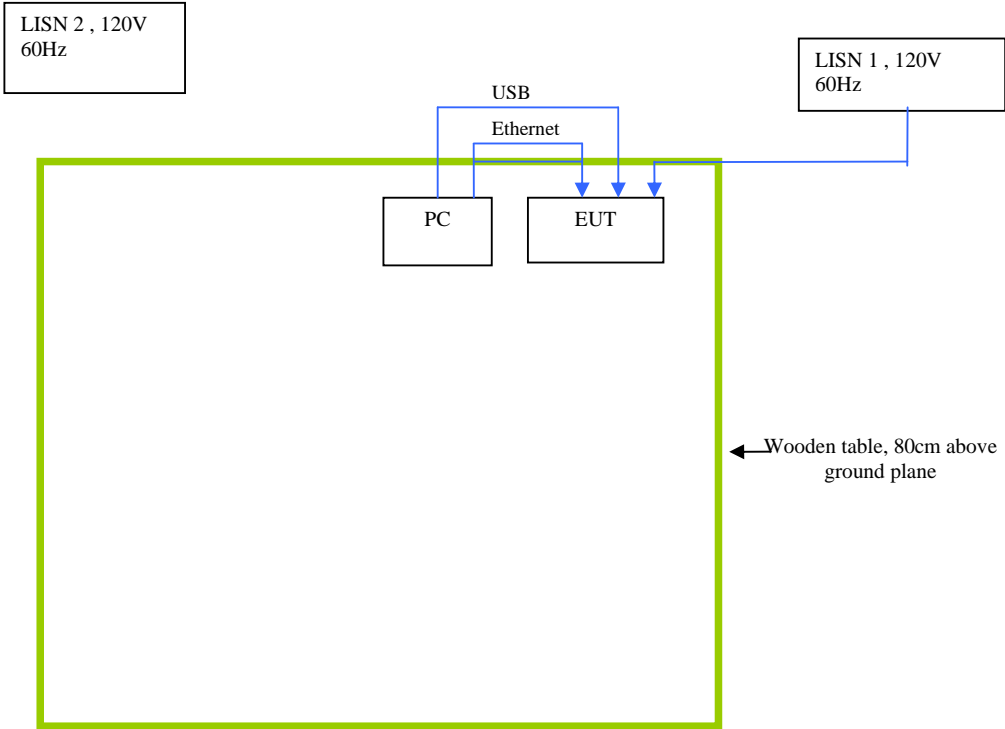 LISN 2 , 120V
60Hz
LISN 1 , 120V
60Hz
USB
Ethernet
PC
EUT
Wooden table, 80cm above
ground plane